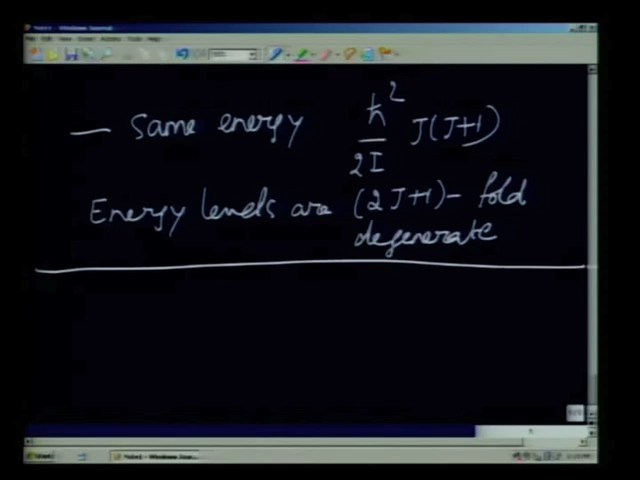 — Same energy ħ²/2I J(J+1)
Energy levels are (2J+1)- fold
degenerate